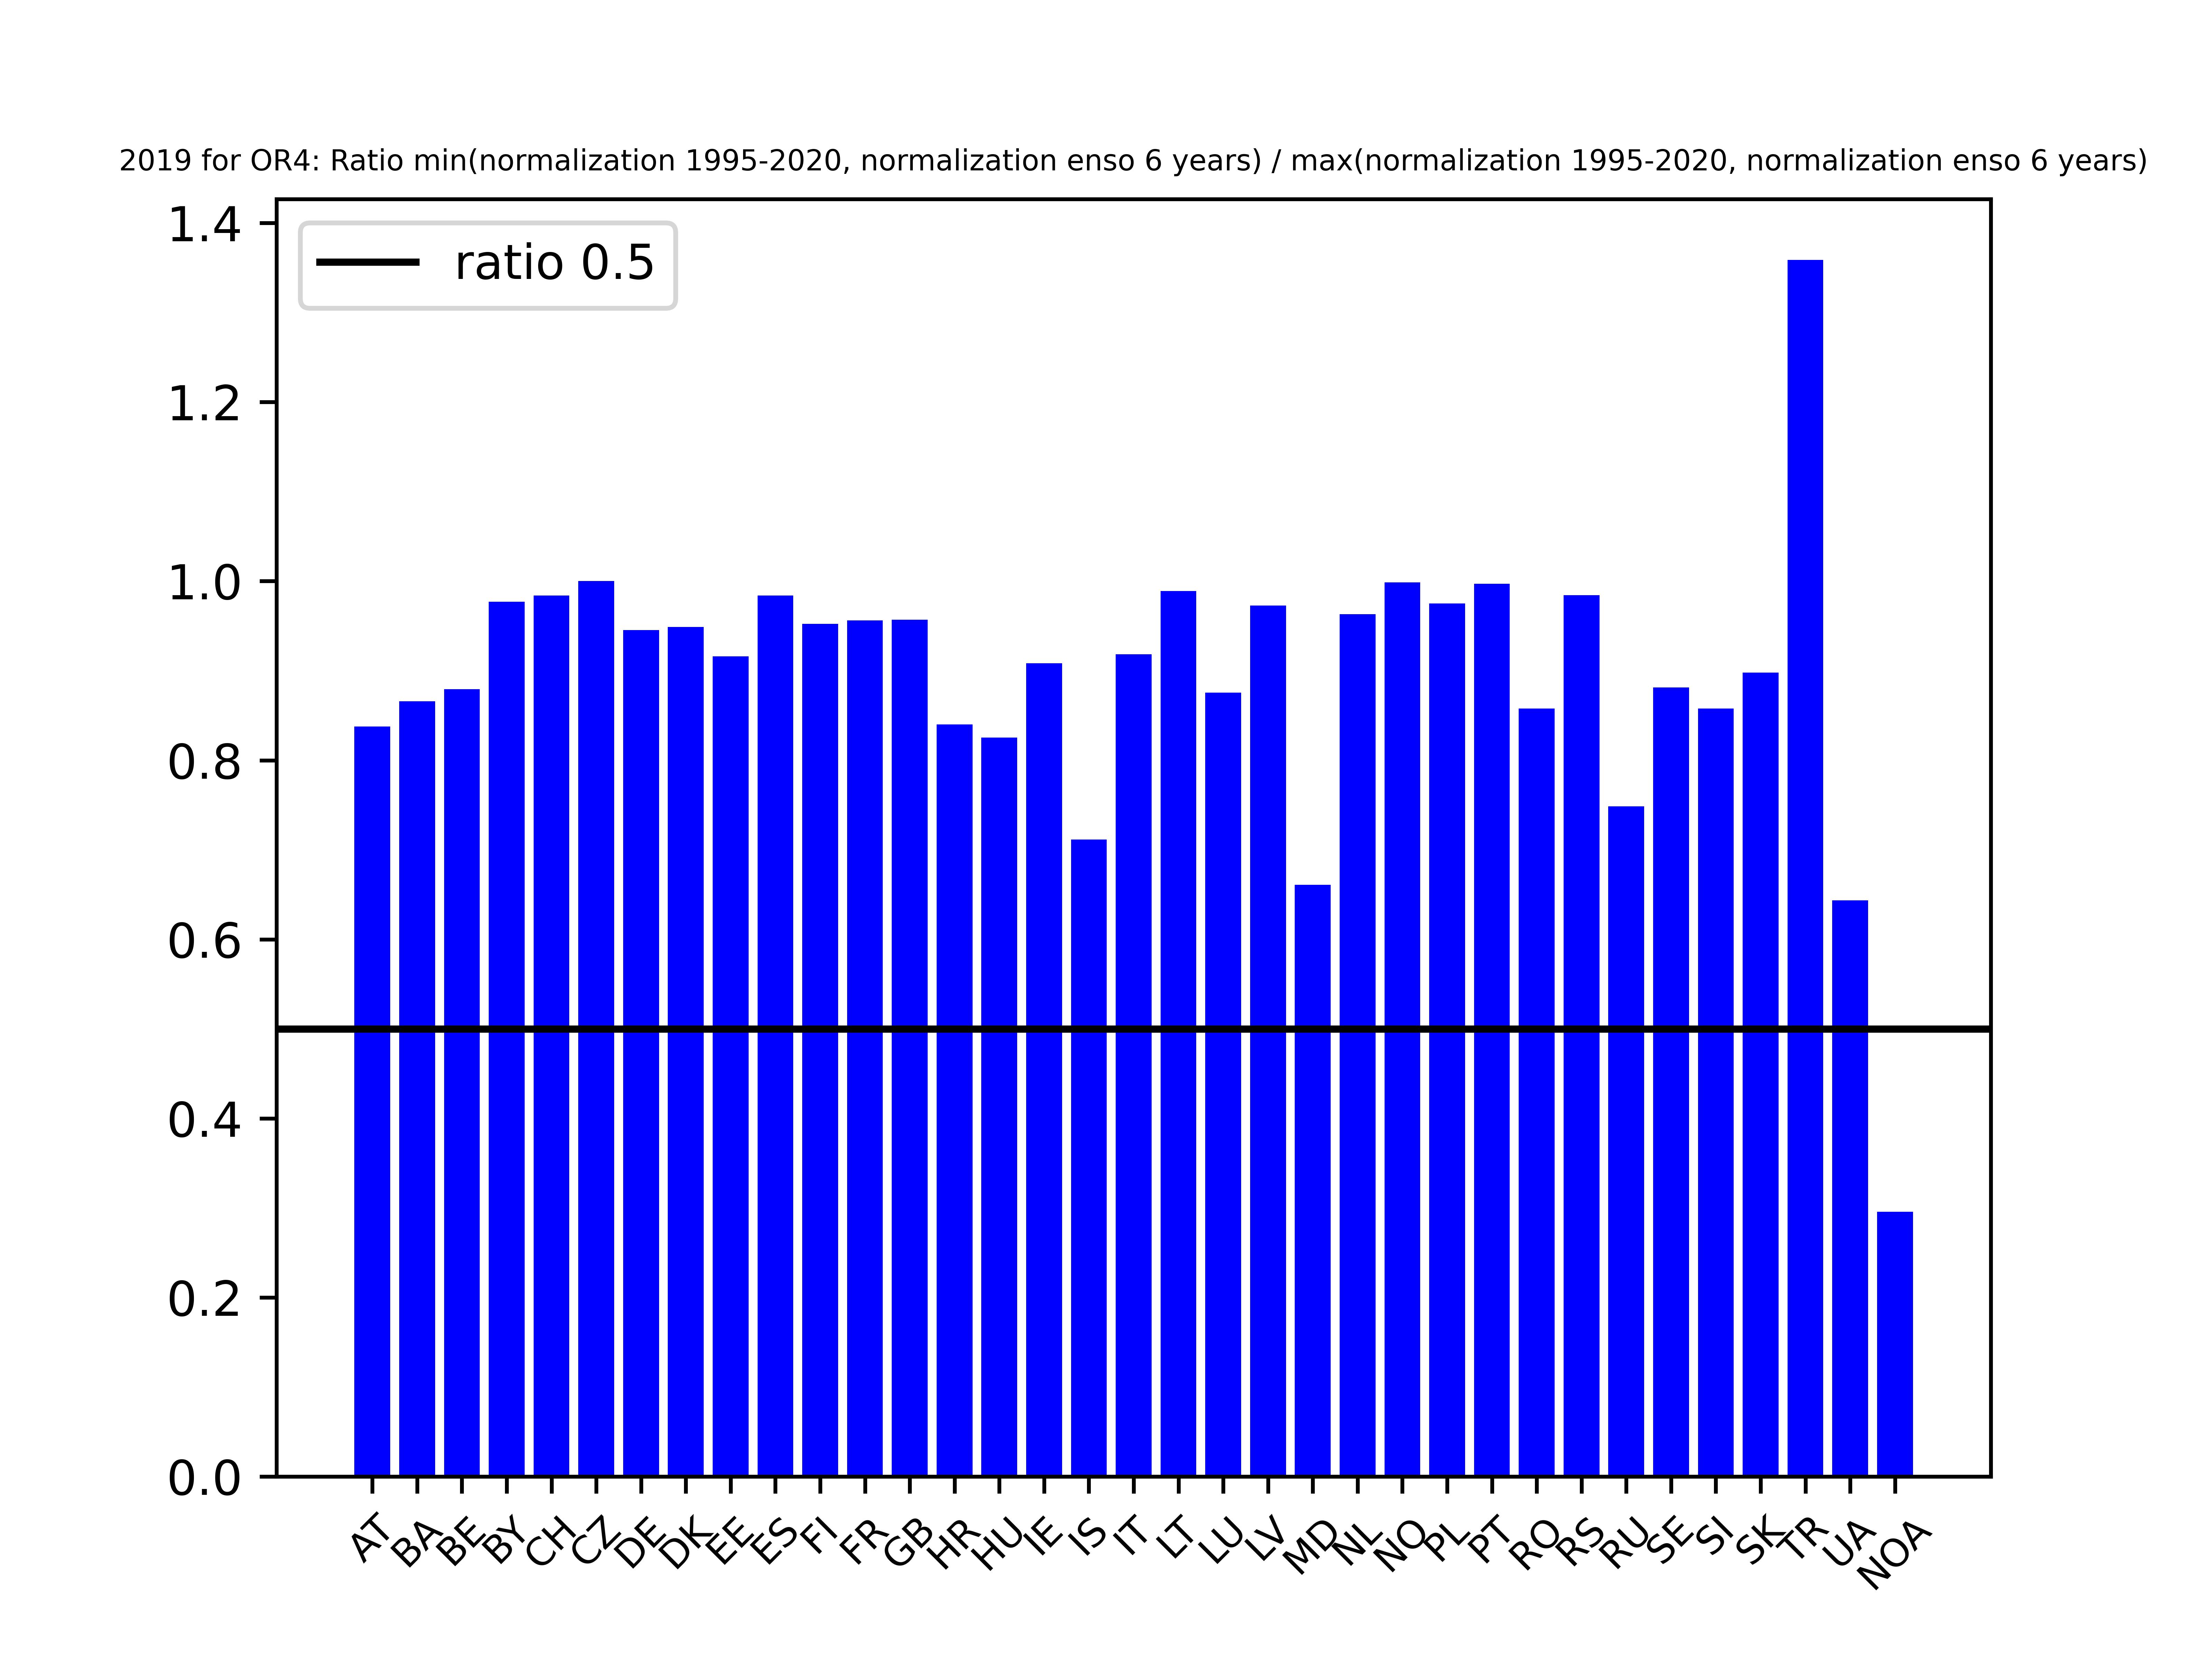 2019 for OR4: Ratio min(normalization 1995-2020, normalization enso 6 years) / max(normalization 1995-2020, normalization enso 6 years)
ratio 0.5
1.4
1.2
1.0
0.8
0.6
0.4
0.2
0.0
AT BA BE BY CH CZ DE DK EE ES FI FR GB HR HU IE IS IT LT LU LV MD NL NO PL PT RO RS RU SE SI SK TR UA NOA